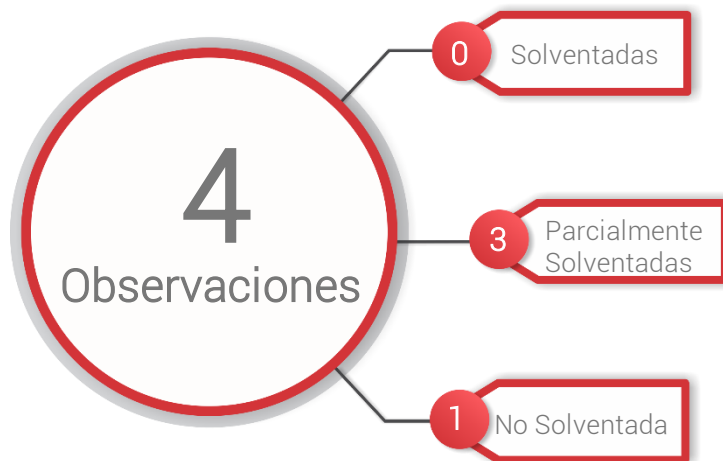 4
Observaciones
0
Solventadas
3
Parcialmente
Solventadas
1
No Solventada